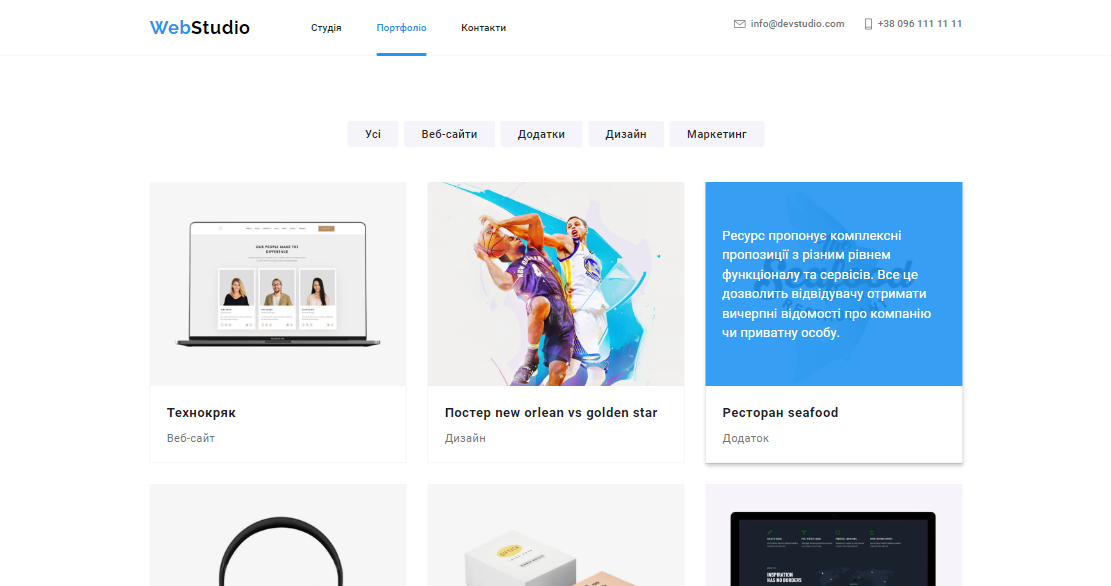 WebStudio
Студія
Портфоліо
Контакти
info@devstudio.com
+38 096 111 11 11
Усі
Веб-сайти
Додатки
Дизайн
Маркетинг
OUR PEOPLE MAKE THE
DIFFERENCE
Ресурс пропонує комплексні
пропозиції з різним рівнем
функціоналу та сервісів. Все це
дозволить відвідувачу отримати
вичерпні відомості про компанію
чи приватну особу.
the
Seafood
Технокряк
Веб-сайт
Постер new orlean vs golden star
Дизайн
Ресторан seafood
Додаток
OFFICE
INSPIRATION
HAS NO BORDERS